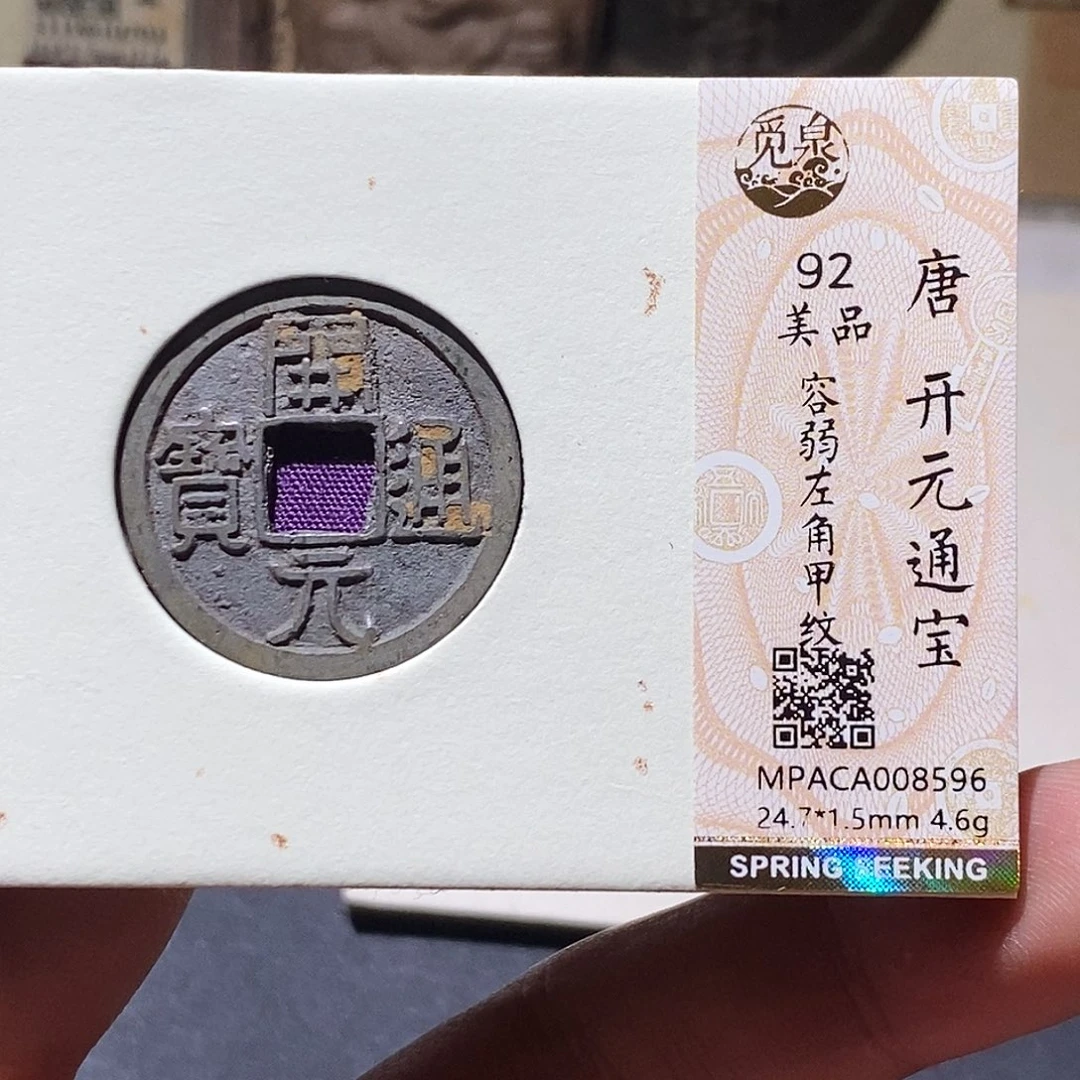 開
通
元
寶
觅泉
唐 开元通宝
92
美品
容弱左角甲纹
MPACA008596
24.7*1.5mm 4.6g
SPRING SEEKING